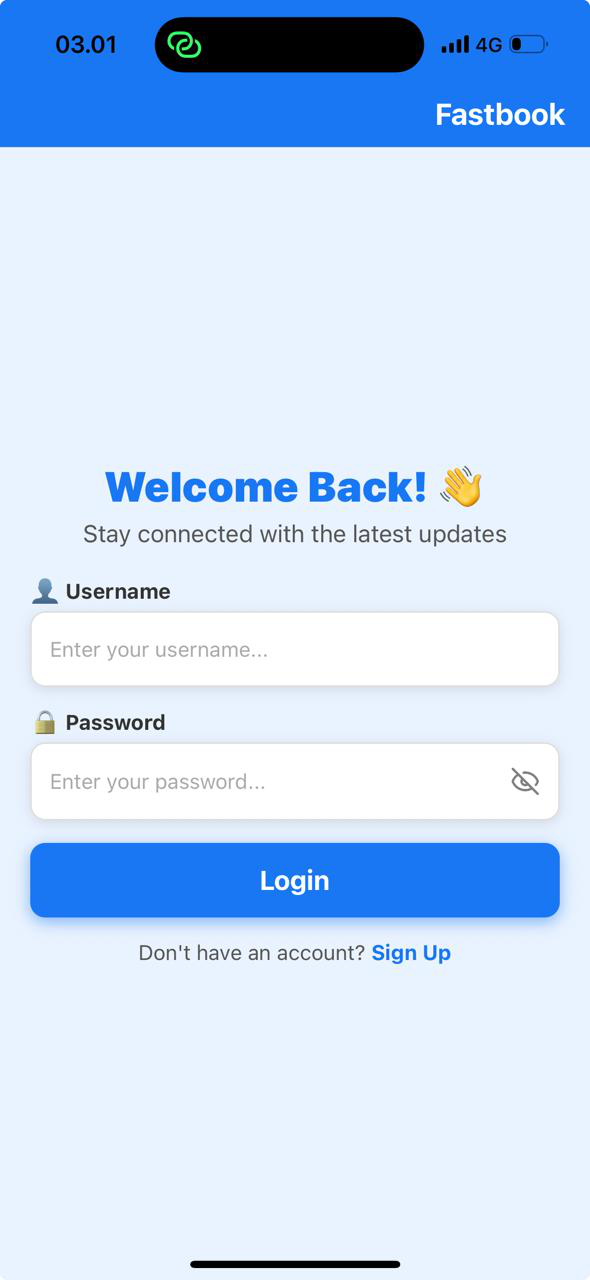 03.01 4G
Fastbook
Welcome Back! 👋
Stay connected with the latest updates
👤 Username
Enter your username...
🔒 Password
Enter your password...
Login
Don't have an account? Sign Up